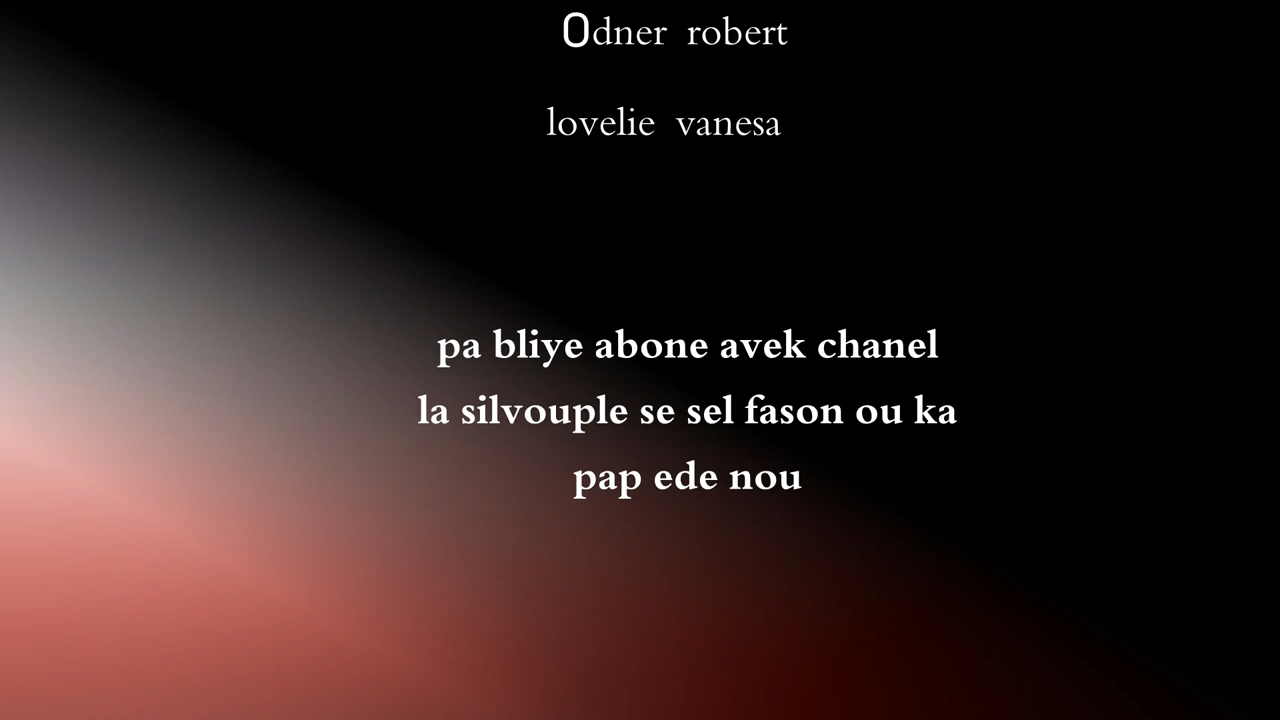 Odner robert
lovelie vanesa
pa bliye abone avek chanel
la silvouple se sel fason ou ka
pap ede nou